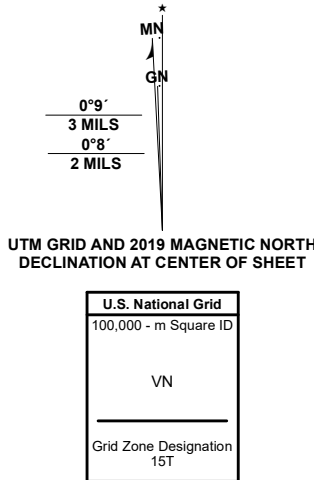 MN
GN
0°9´
3 MILS
0°8´
2 MILS
UTM GRID AND 2019 MAGNETIC NORTH
DECLINATION AT CENTER OF SHEET
U.S. National Grid
100,000 - m Square ID
VN
Grid Zone Designation
15T